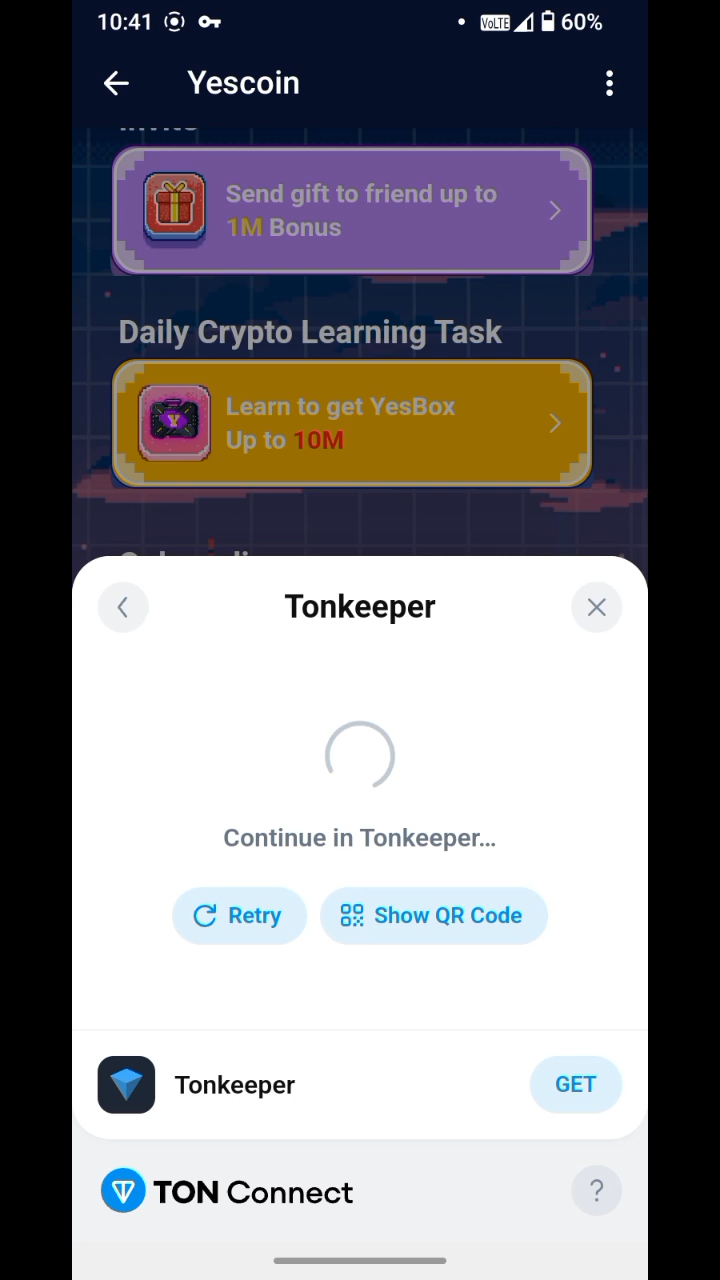 10:41
VoLTE
60%
Yescoin
Send gift to friend up to
1M Bonus
Daily Crypto Learning Task
Learn to get YesBox
Up to 10M
Tonkeeper
Continue in Tonkeeper...
Retry
Show QR Code
Tonkeeper
GET
TON Connect
?